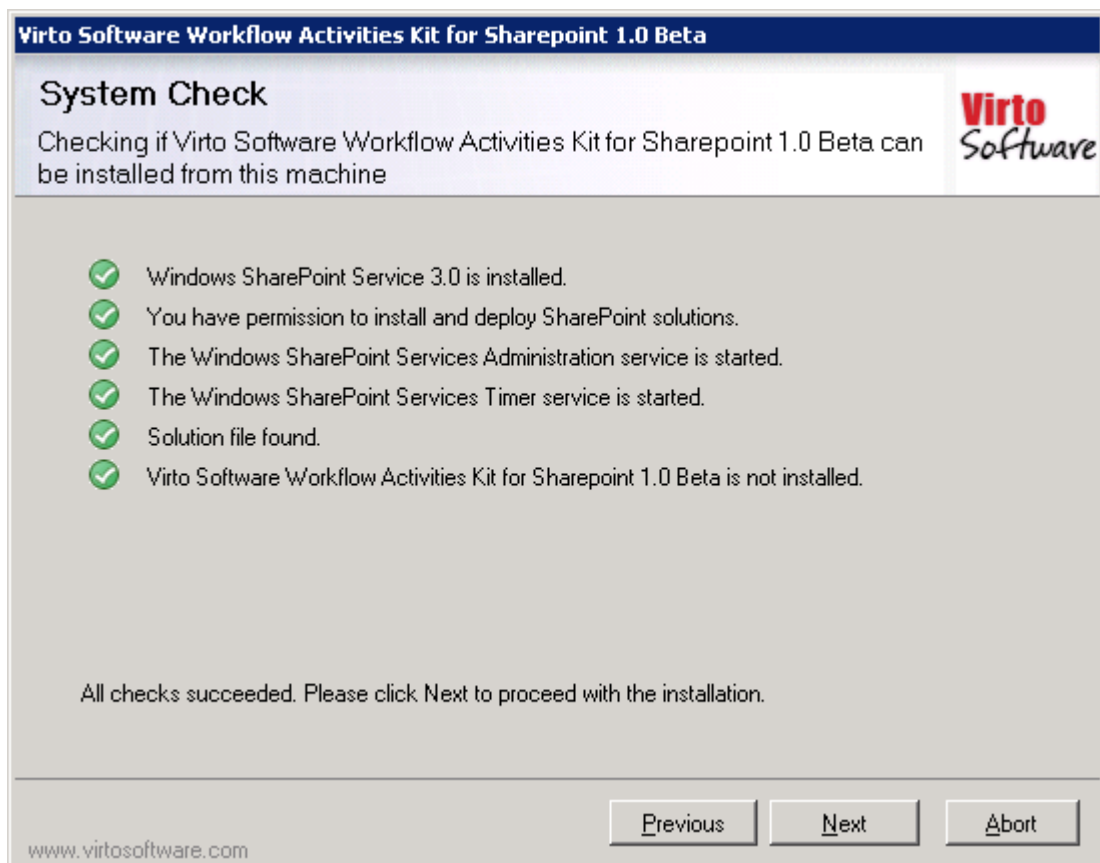 Virto Software Workflow Activities Kit for Sharepoint 1.0 Beta
System Check
Checking if Virto Software Workflow Activities Kit for Sharepoint 1.0 Beta can
be installed from this machine
Virto
Software
Windows SharePoint Service 3.0 is installed.
You have permission to install and deploy SharePoint solutions.
The Windows SharePoint Services Administration service is started.
The Windows SharePoint Services Timer service is started.
Solution file found.
Virto Software Workflow Activities Kit for Sharepoint 1.0 Beta is not installed.
All checks succeeded. Please click Next to proceed with the installation.
Previous
Next
Abort
www.virtosoftware.com